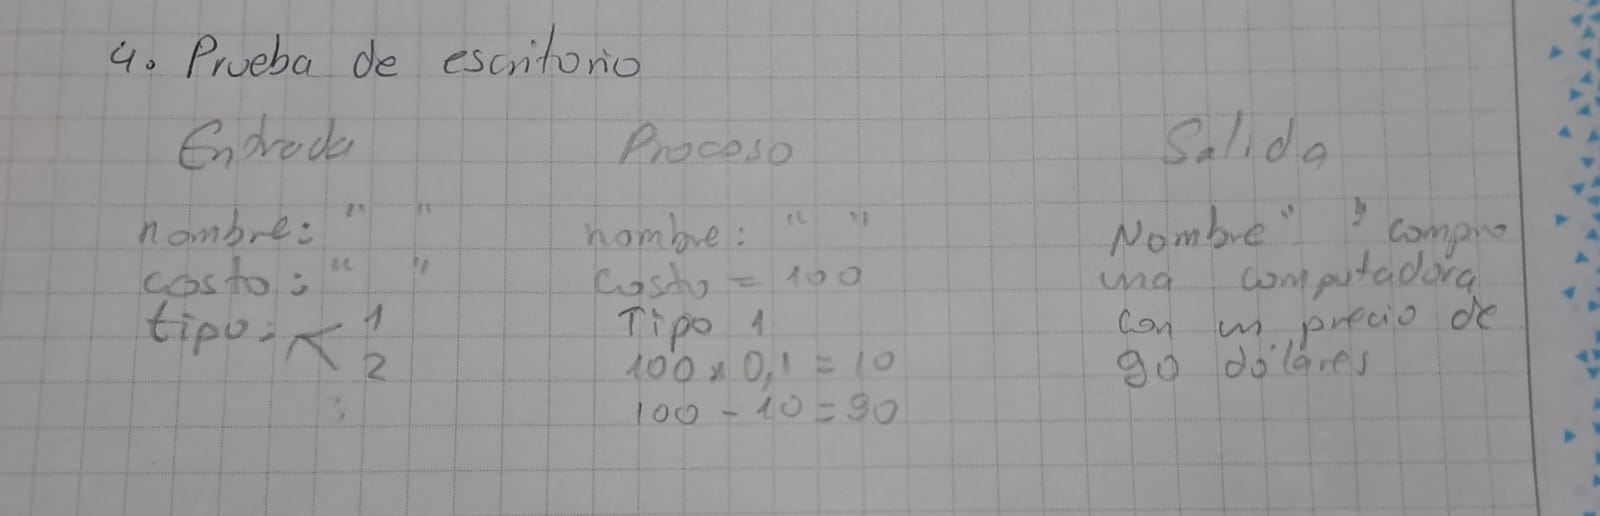 4. Prueba de escritorio
Entrada
nombre: " "
costo: " "
tipo: < 1
2
Proceso
nombre: " "
Costo = 100
Tipo 1
100 x 0,1 = 10
100 - 10 = 90
Salida
Nombre " " compro
una computadora
con un precio de
90 dólares